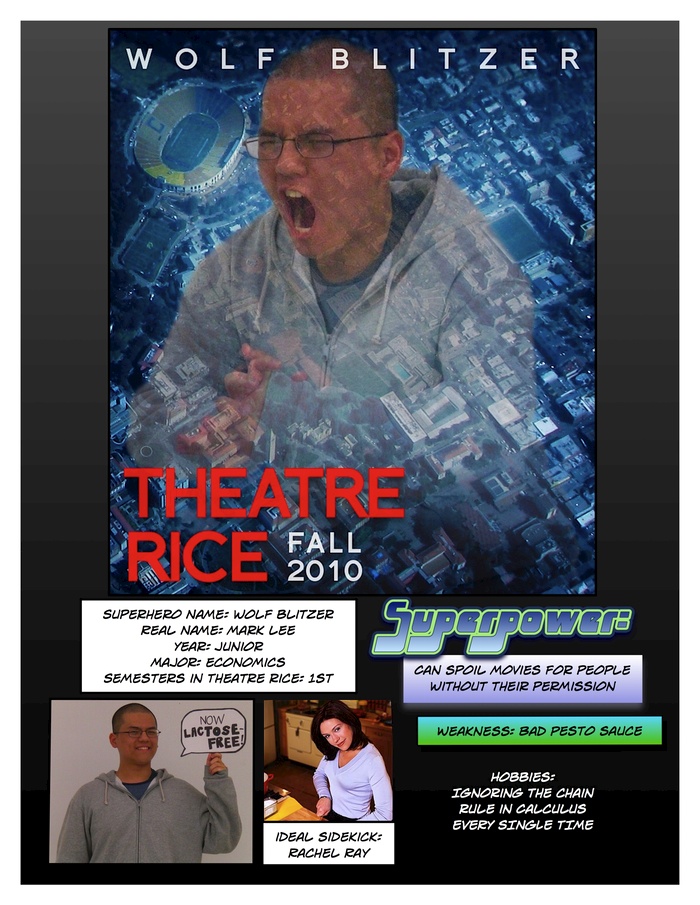 WOLF BLITZER
THEATRE
RICE FALL
2010
SUPERHERO NAME: WOLF BLITZER
REAL NAME: MARK LEE
YEAR: JUNIOR
MAJOR: ECONOMICS
SEMESTERS IN THEATRE RICE: 1ST
Superpower:
CAN SPOIL MOVIES FOR PEOPLE
WITHOUT THEIR PERMISSION
WEAKNESS: BAD PESTO SAUCE
NOW
LACTOSE-
FREE!
IDEAL SIDEKICK:
RACHEL RAY
HOBBIES:
IGNORING THE CHAIN
RULE IN CALCULUS
EVERY SINGLE TIME